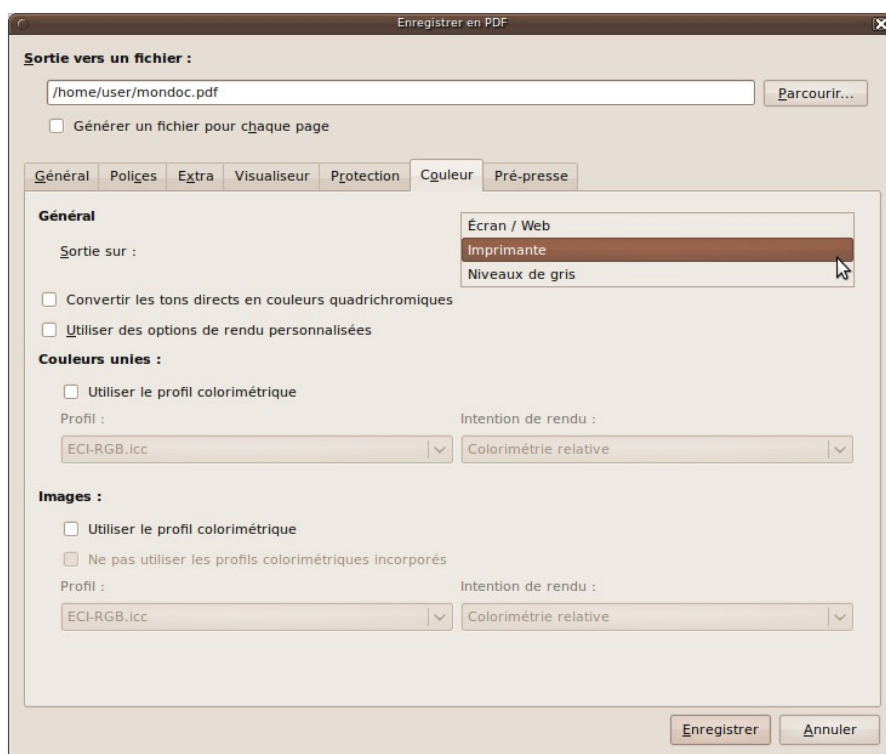 Enregistrer en PDF
Sortie vers un fichier :
/home/user/mondoc.pdf
Parcourir...
Générer un fichier pour chaque page
Général Polices Extra Visualiseur Protection Couleur Pré-presse
Général
Écran / Web
Sortie sur :
Imprimante
Niveaux de gris
Convertir les tons directs en couleurs quadrichromiques
Utiliser des options de rendu personnalisées
Couleurs unies :
Utiliser le profil colorimétrique
Profil : Intention de rendu :
ECI-RGB.icc Colorimétrie relative
Images :
Utiliser le profil colorimétrique
Ne pas utiliser les profils colorimétriques incorporés
Profil : Intention de rendu :
ECI-RGB.icc Colorimétrie relative
Enregistrer Annuler